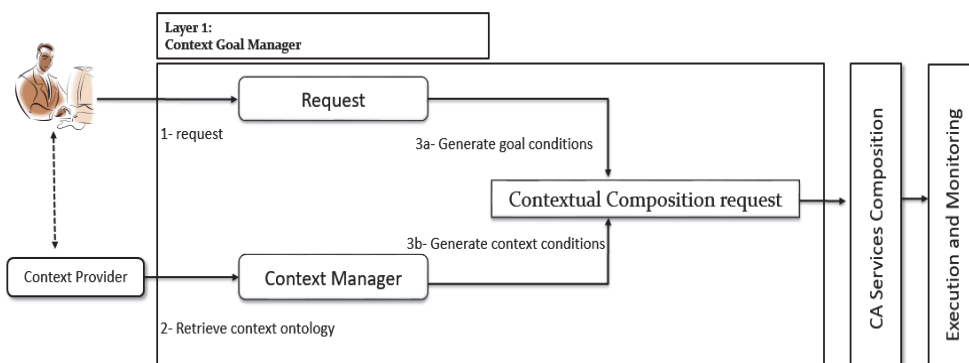 Layer 1:
Context Goal Manager
Request
1- request
3a- Generate goal conditions
Contextual Composition request
3b- Generate context conditions
Context Provider
Context Manager
2- Retrieve context ontology
CA Services Composition
Execution and Monitoring